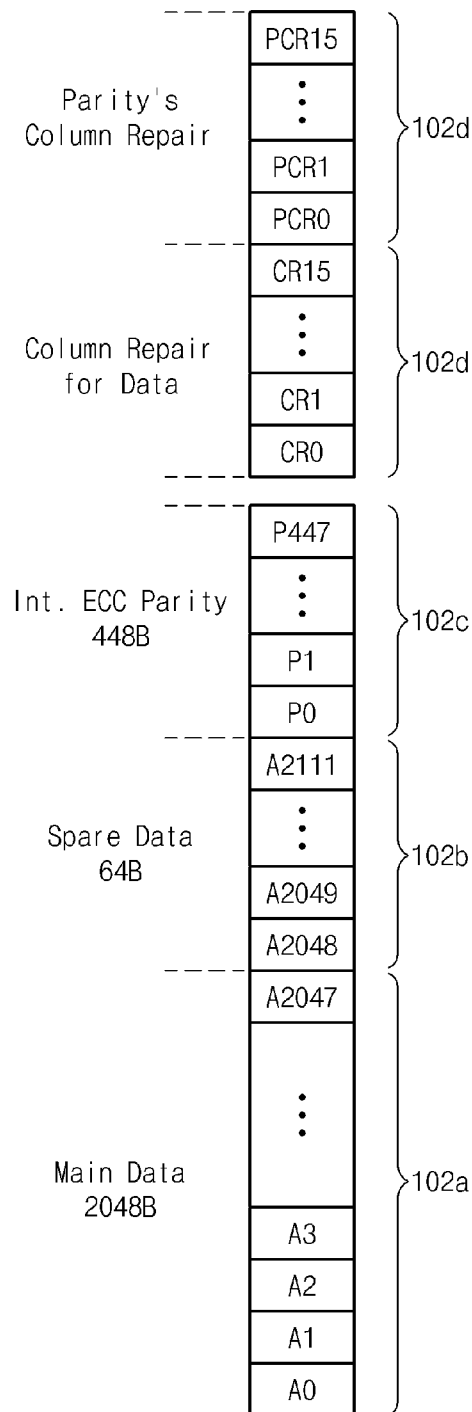 PCR15
Parity's
Column Repair
102d
PCR1
PCR0
CR15
Column Repair
for Data
102d
CR1
CR0
P447
Int. ECC Parity
448B
102c
P1
P0
A2111
Spare Data
64B
102b
A2049
A2048
A2047
Main Data
2048B
102a
A3
A2
A1
A0